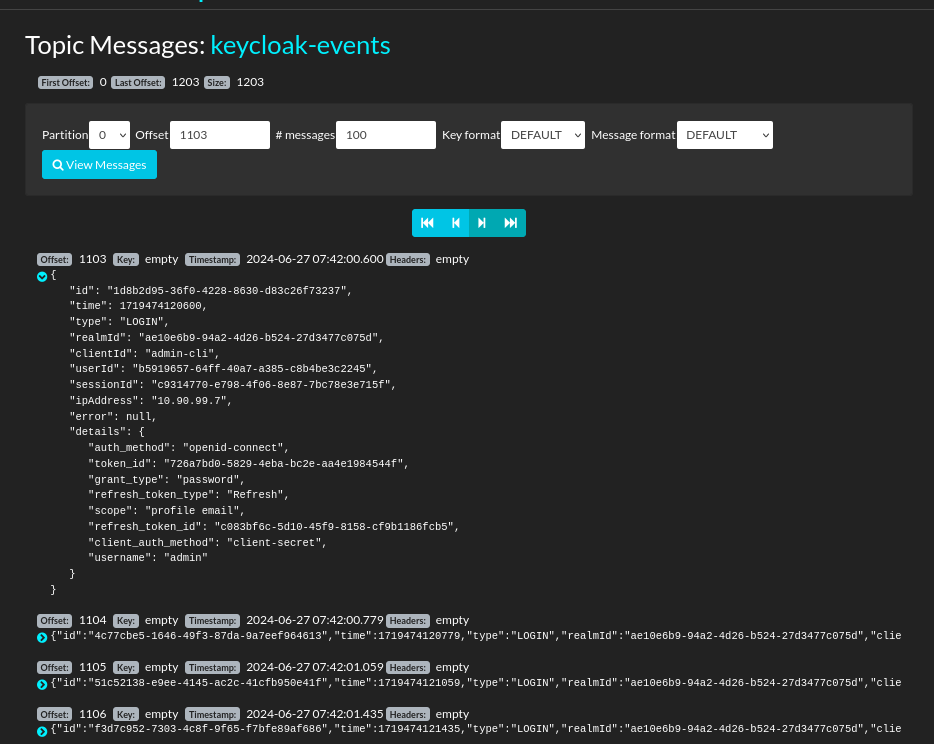 Topic Messages: keycloak-events
First Offset: 0 Last Offset: 1203 Size: 1203
Partition 0 Offset 1103 # messages 100 Key format DEFAULT Message format DEFAULT
View Messages
Offset: 1103 Key: empty Timestamp: 2024-06-27 07:42:00.600 Headers: empty
{
"id": "1d8b2d95-36f0-4228-8630-d83c26f73237",
"time": 1719474120600,
"type": "LOGIN",
"realmId": "ae10e6b9-94a2-4d26-b524-27d3477c075d",
"clientId": "admin-cli",
"userId": "b5919657-64ff-40a7-a385-c8b4be3c2245",
"sessionId": "c9314770-e798-4f06-8e87-7bc78e3e715f",
"ipAddress": "10.90.99.7",
"error": null,
"details": {
"auth_method": "openid-connect",
"token_id": "726a7bd0-5829-4eba-bc2e-aa4e1984544f",
"grant_type": "password",
"refresh_token_type": "Refresh",
"scope": "profile email",
"refresh_token_id": "c083bf6c-5d10-45f9-8158-cf9b1186fcb5",
"client_auth_method": "client-secret",
"username": "admin"
}
}
Offset: 1104 Key: empty Timestamp: 2024-06-27 07:42:00.779 Headers: empty
{"id":"4c77cbe5-1646-49f3-87da-9a7eef964613","time":1719474120779,"type":"LOGIN","realmId":"ae10e6b9-94a2-4d26-b524-27d3477c075d","clie
Offset: 1105 Key: empty Timestamp: 2024-06-27 07:42:01.059 Headers: empty
{"id":"51c52138-e9ee-4145-ac2c-41cfb950e41f","time":1719474121059,"type":"LOGIN","realmId":"ae10e6b9-94a2-4d26-b524-27d3477c075d","clie
Offset: 1106 Key: empty Timestamp: 2024-06-27 07:42:01.435 Headers: empty
{"id":"f3d7c952-7303-4c8f-9f65-f7bfe89af686","time":1719474121435,"type":"LOGIN","realmId":"ae10e6b9-94a2-4d26-b524-27d3477c075d","clie